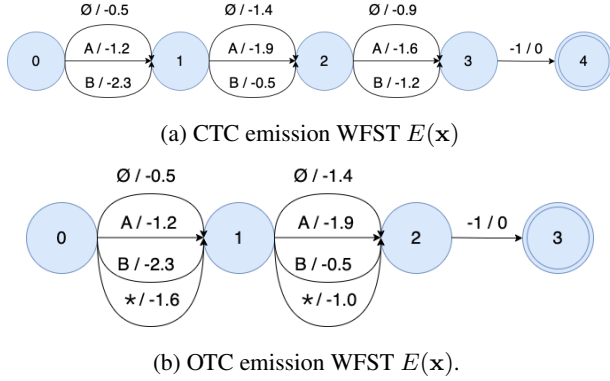 Ø / -0.5 Ø / -1.4 Ø / -0.9
A / -1.2 A / -1.9 A / -1.6
0 1 2 3 -1 / 0 4
B / -2.3 B / -0.5 B / -1.2
(a) CTC emission WFST E(x)
Ø / -0.5 Ø / -1.4
A / -1.2 A / -1.9 -1 / 0
0 1 2 3
B / -2.3 B / -0.5
★ / -1.6 ★ / -1.0
(b) OTC emission WFST E(x).